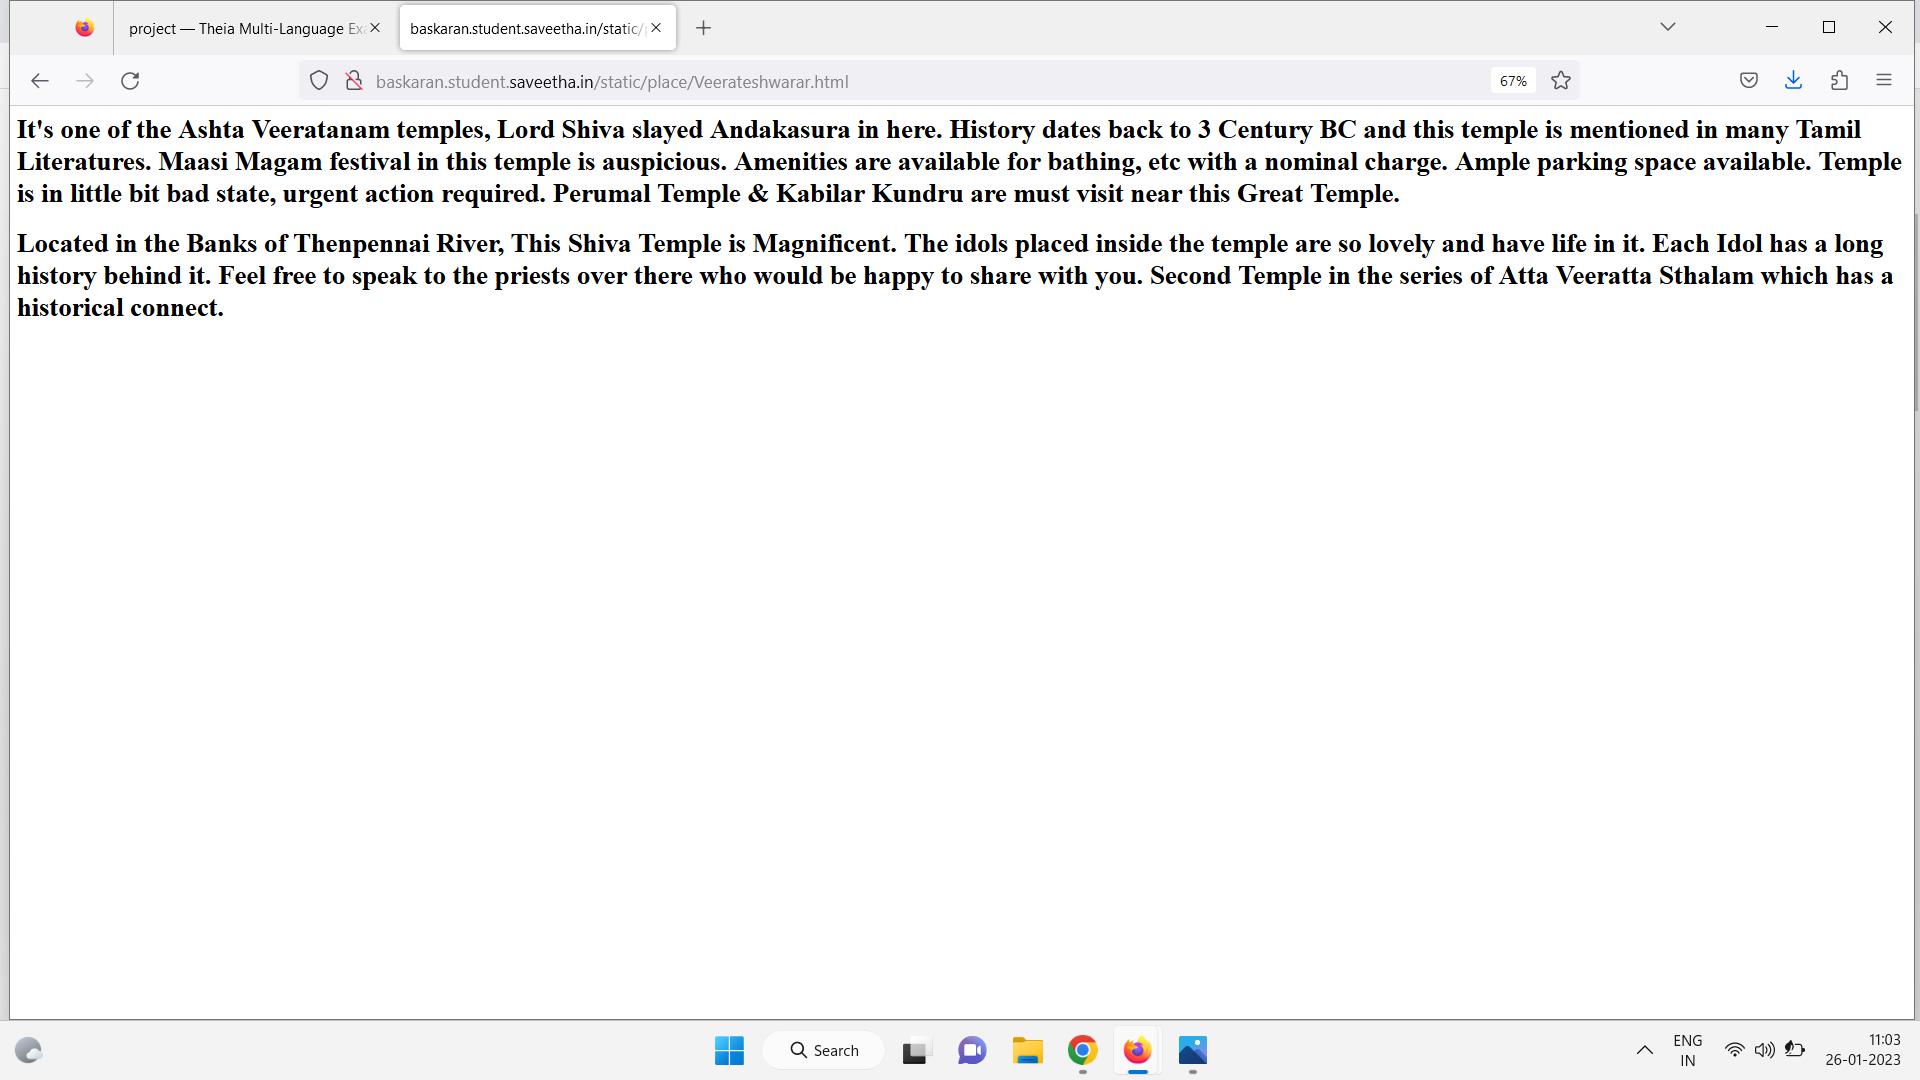 project — Theia Multi-Language Ex
baskaran.student.saveetha.in/static/
baskaran.student.saveetha.in/static/place/Veerateshwarar.html
67%
It's one of the Ashta Veeratanam temples, Lord Shiva slayed Andakasura in here. History dates back to 3 Century BC and this temple is mentioned in many Tamil
Literatures. Maasi Magam festival in this temple is auspicious. Amenities are available for bathing, etc with a nominal charge. Ample parking space available. Temple
is in little bit bad state, urgent action required. Perumal Temple & Kabilar Kundru are must visit near this Great Temple.
Located in the Banks of Thenpennai River, This Shiva Temple is Magnificent. The idols placed inside the temple are so lovely and have life in it. Each Idol has a long
history behind it. Feel free to speak to the priests over there who would be happy to share with you. Second Temple in the series of Atta Veeratta Sthalam which has a
historical connect.
Search
ENG
IN
11:03
26-01-2023